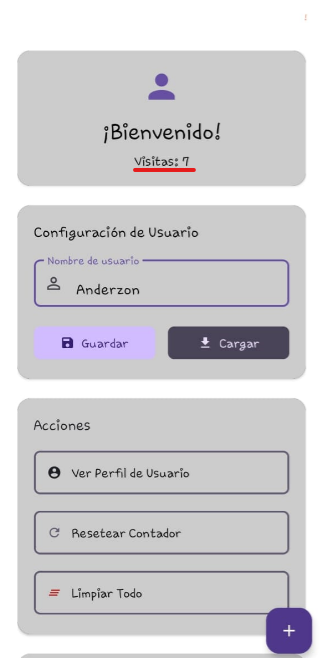 ¡Bienvenido!
Visitas: 7
Configuración de Usuario
Nombre de usuario
Anderzon
Guardar
Cargar
Acciones
Ver Perfil de Usuario
Resetear Contador
Limpiar Todo
+